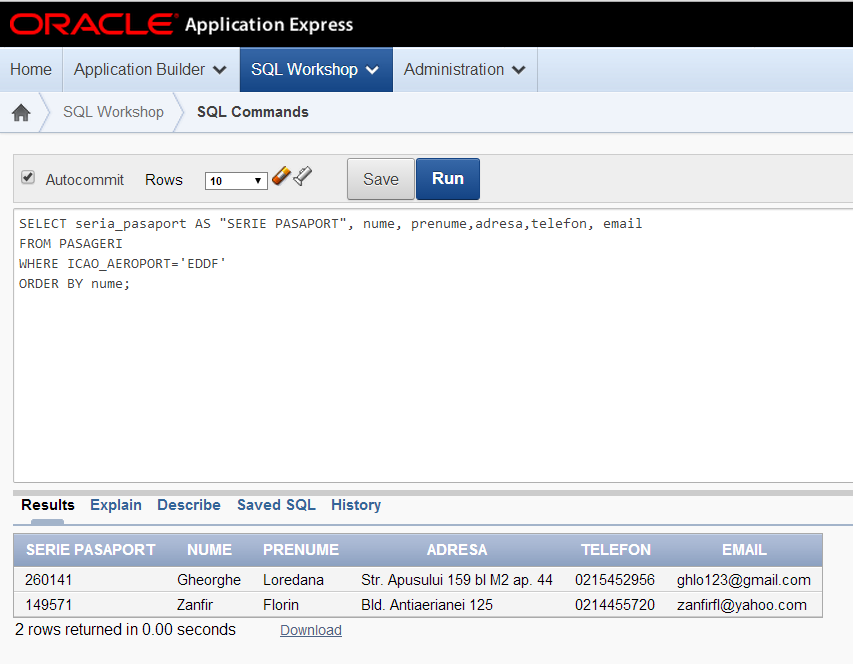 ORACLE Application Express
Home Application Builder SQL Workshop Administration
SQL Workshop SQL Commands
Autocommit Rows 10 Save Run
SELECT seria_pasaport AS "SERIE PASAPORT", nume, prenume,adresa,telefon, email
FROM PASAGERI
WHERE ICAO_AEROPORT='EDDF'
ORDER BY nume;
Results Explain Describe Saved SQL History
SERIE PASAPORT NUME PRENUME ADRESA TELEFON EMAIL
260141 Gheorghe Loredana Str. Apusului 159 bl M2 ap. 44 0215452956 ghlo123@gmail.com
149571 Zanfir Florin Bld. Antiaerianei 125 0214455720 zanfirfl@yahoo.com
2 rows returned in 0.00 seconds Download